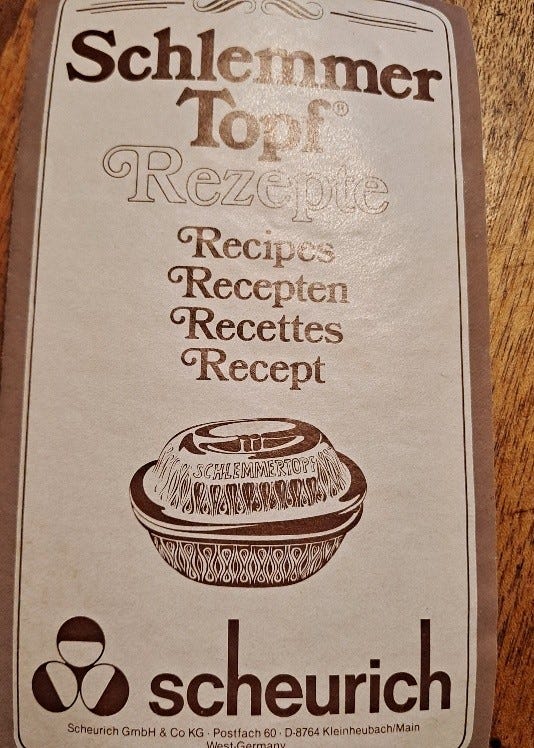 Schlemmer
Topf®
Rezepte
Recipes
Recepten
Recettes
Recept
SCHLEMMERTOPF
scheurich
Scheurich GmbH & Co KG · Postfach 60 · D-8764 Kleinheubach/Main
West-Germany